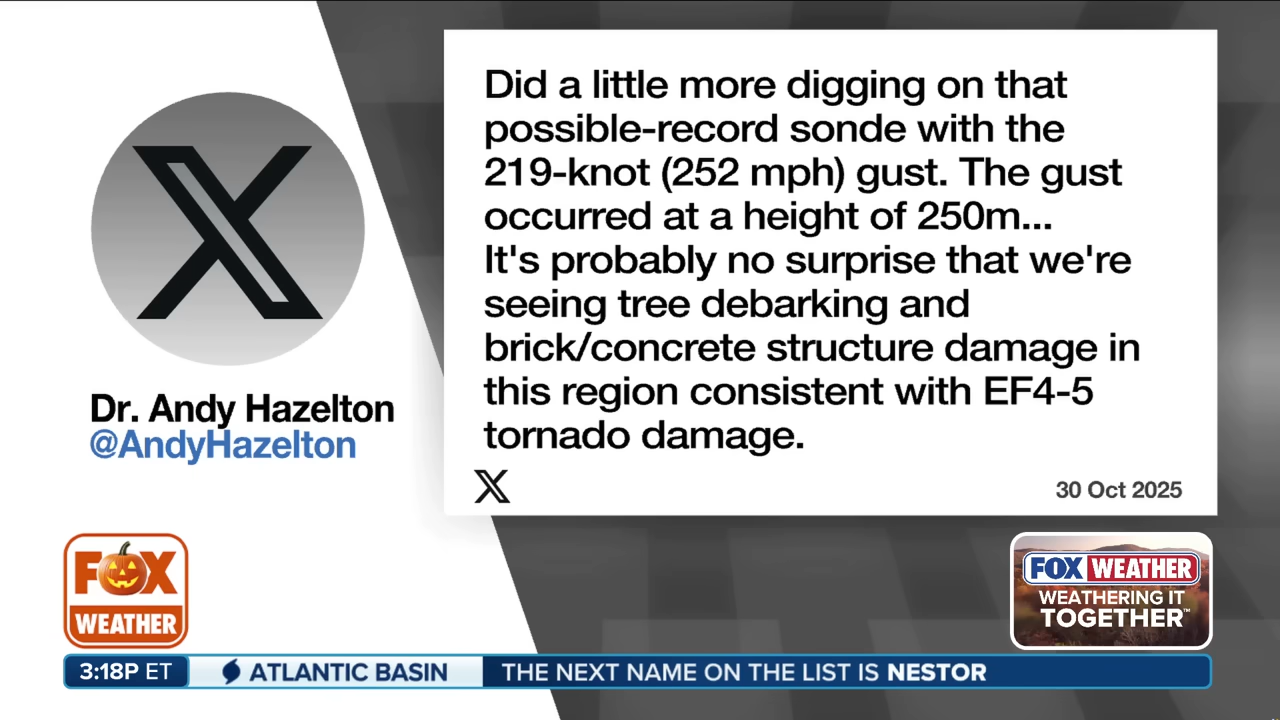 Did a little more digging on that
possible-record sonde with the
219-knot (252 mph) gust. The gust
occurred at a height of 250m...
It's probably no surprise that we're
seeing tree debarking and
brick/concrete structure damage in
this region consistent with EF4-5
tornado damage.
30 Oct 2025
Dr. Andy Hazelton
@AndyHazelton
FOX
WEATHER
FOX WEATHER
WEATHERING IT
TOGETHER™
3:18P ET ATLANTIC BASIN THE NEXT NAME ON THE LIST IS NESTOR